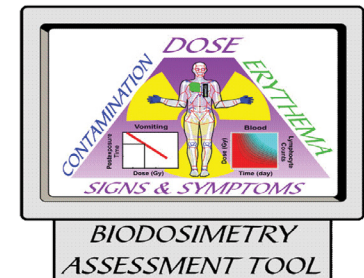 DOSE
CONTAMINATION
ERYTHEMA
Vomiting
Postexposure Time
Dose (Gy)
Blood
Dose (Gy)
Lymphocyte Counts
Time (day)
SIGNS & SYMPTOMS
BIODOSIMETRY
ASSESSMENT TOOL